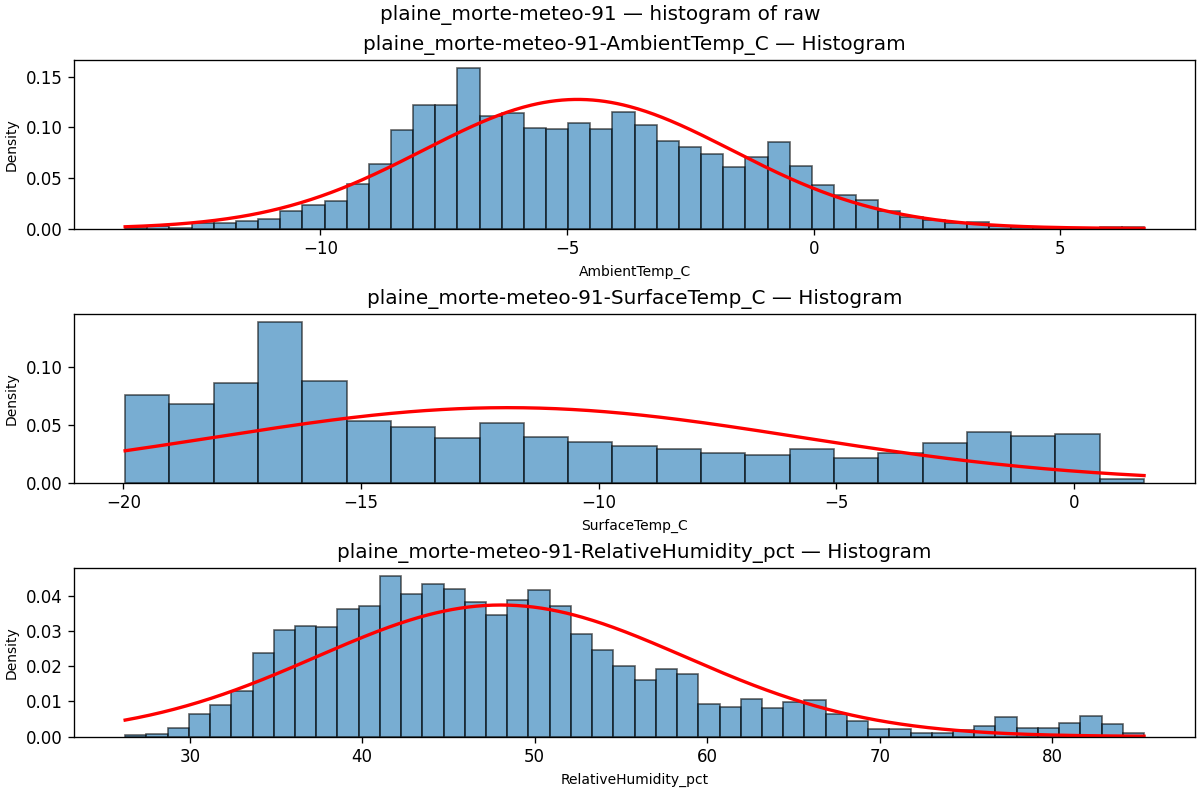 plaine_morte-meteo-91 — histogram of raw
plaine_morte-meteo-91-AmbientTemp_C — Histogram
Density
0.15
0.10
0.05
0.00
−10
−5
0
5
AmbientTemp_C
plaine_morte-meteo-91-SurfaceTemp_C — Histogram
Density
0.10
0.05
0.00
−20
−15
−10
−5
0
SurfaceTemp_C
plaine_morte-meteo-91-RelativeHumidity_pct — Histogram
Density
0.04
0.03
0.02
0.01
0.00
30
40
50
60
70
80
RelativeHumidity_pct